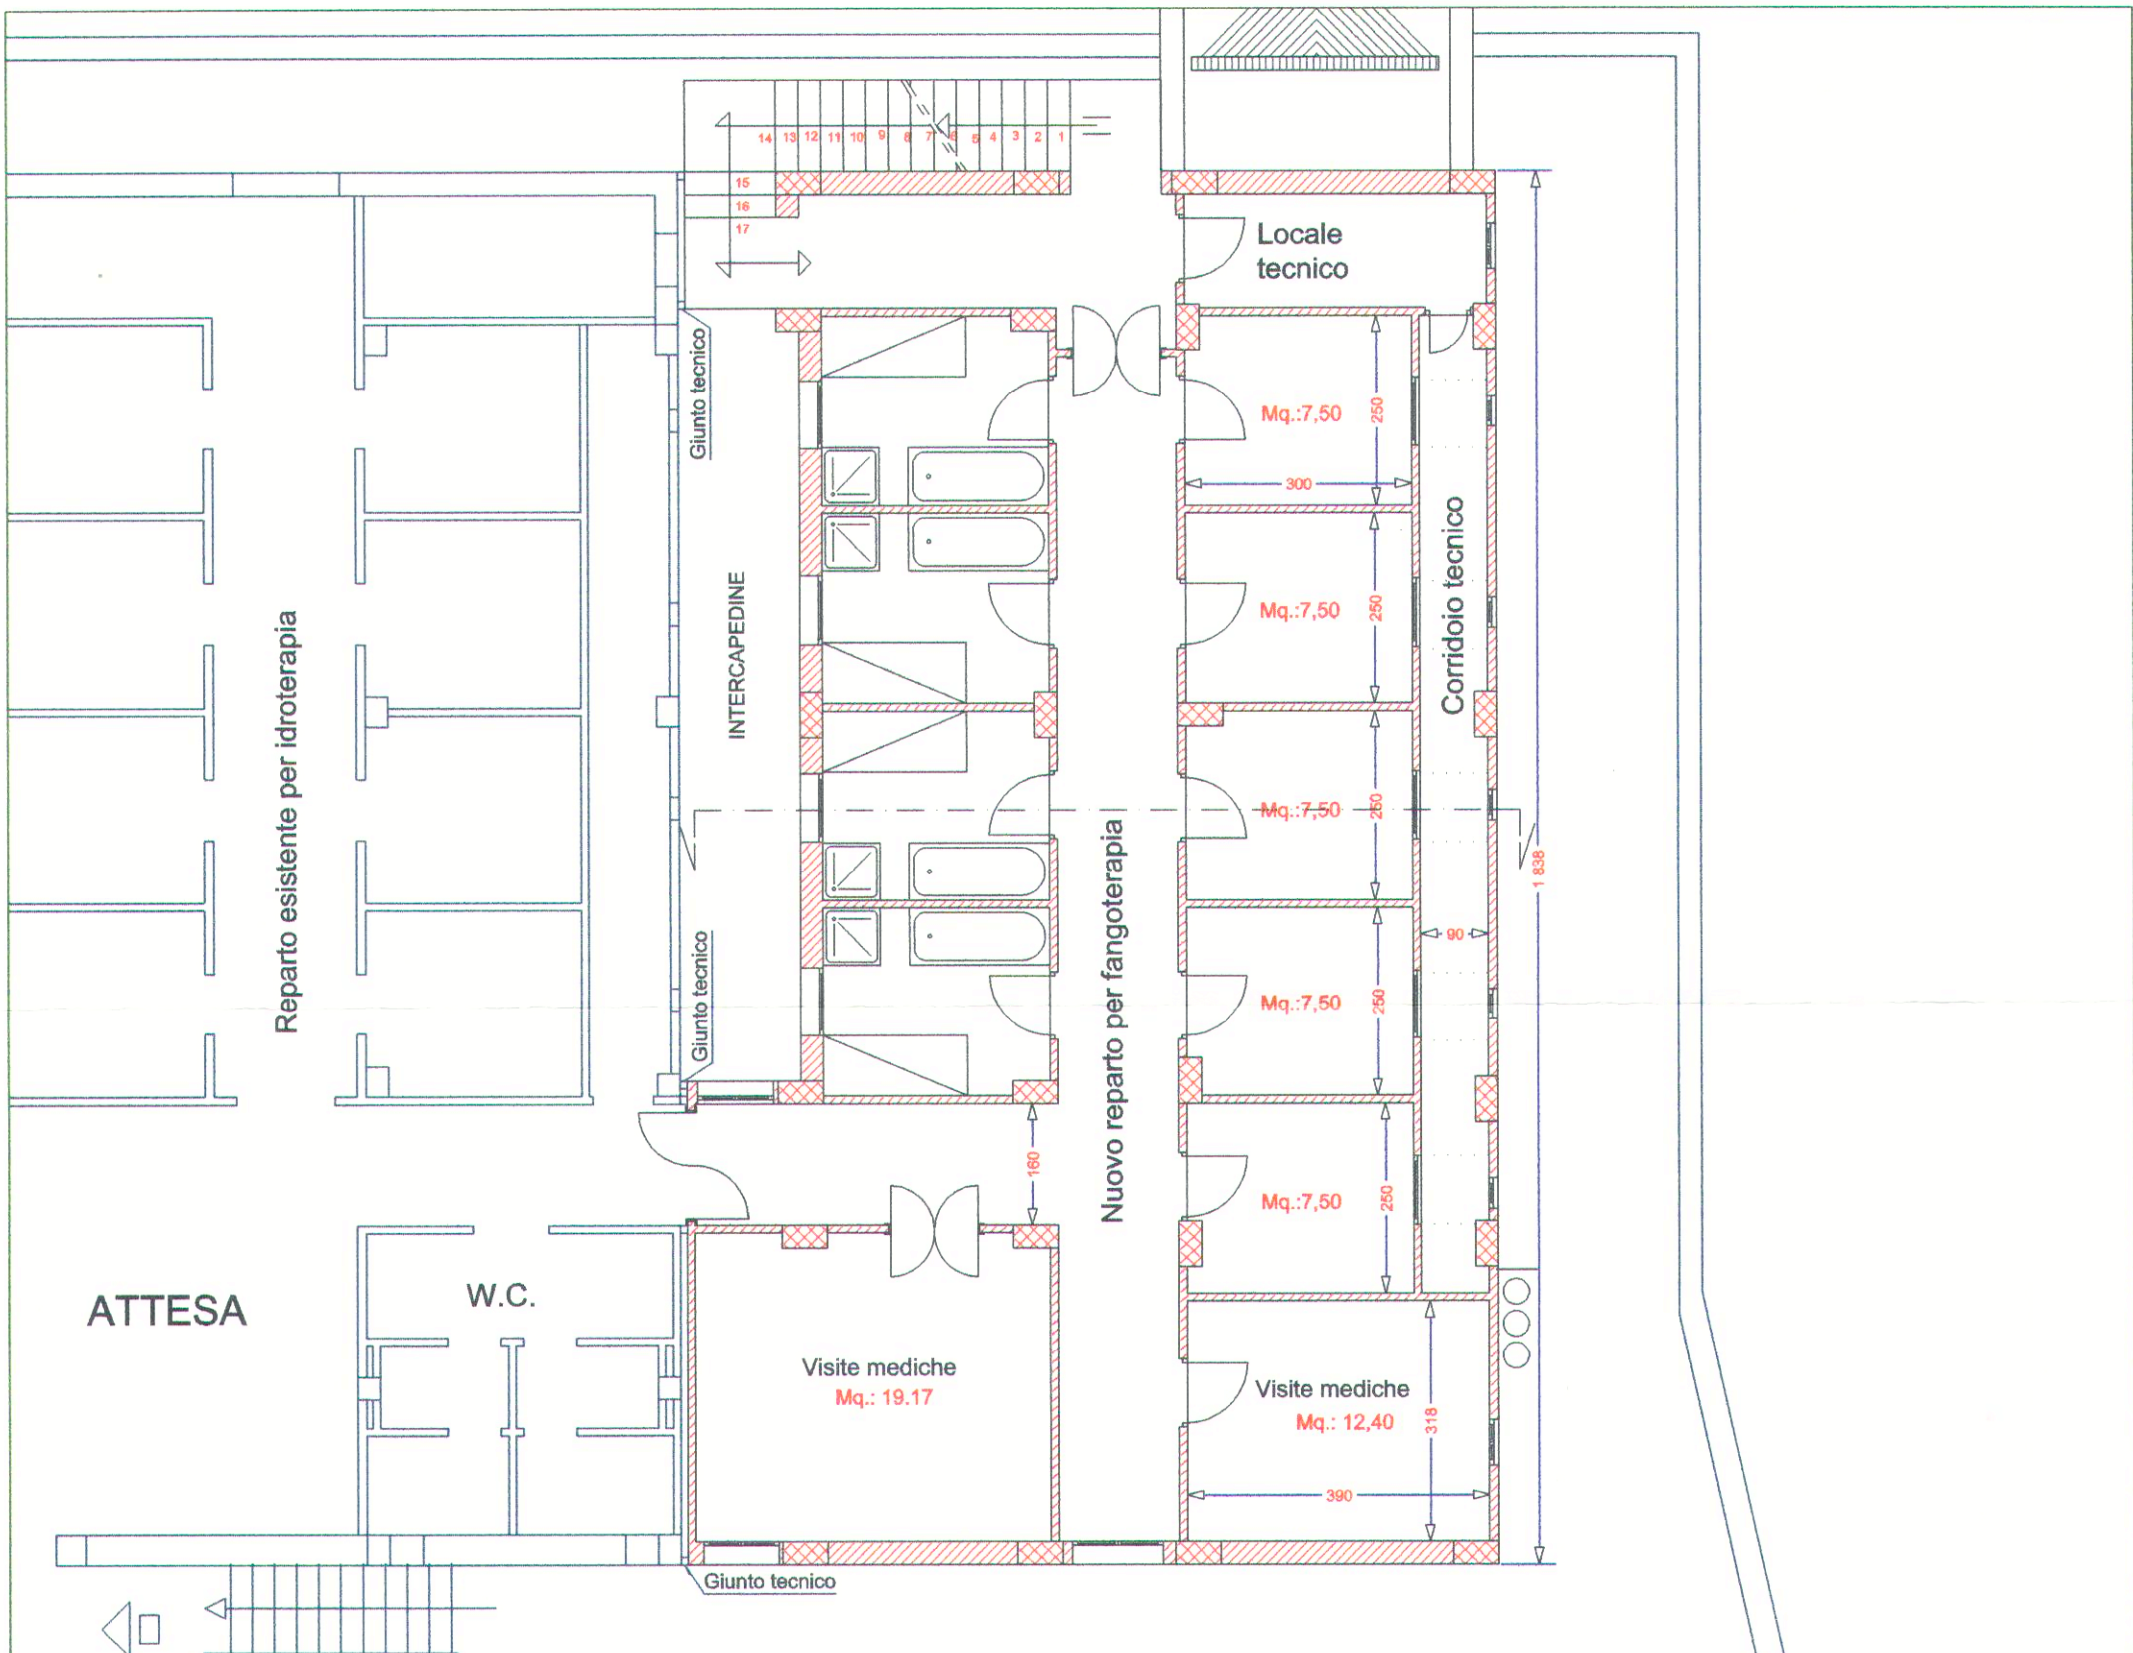 14 13 12 11 10 9 8 7 6 5 4 3 2 1
15
16
17
Locale
tecnico
Giunto tecnico
Mq.:7,50
250
300
Mq.:7,50
250
Corridoio tecnico
INTERCAPEDINE
Reparto esistente per idroterapia
Mq.:7,50
250
1 838
Nuovo reparto per fangoterapia
90
Giunto tecnico
Mq.:7,50
250
160
Mq.:7,50
250
ATTESA
W.C.
Visite mediche
Mq.: 19.17
Visite mediche
Mq.: 12,40
318
390
Giunto tecnico